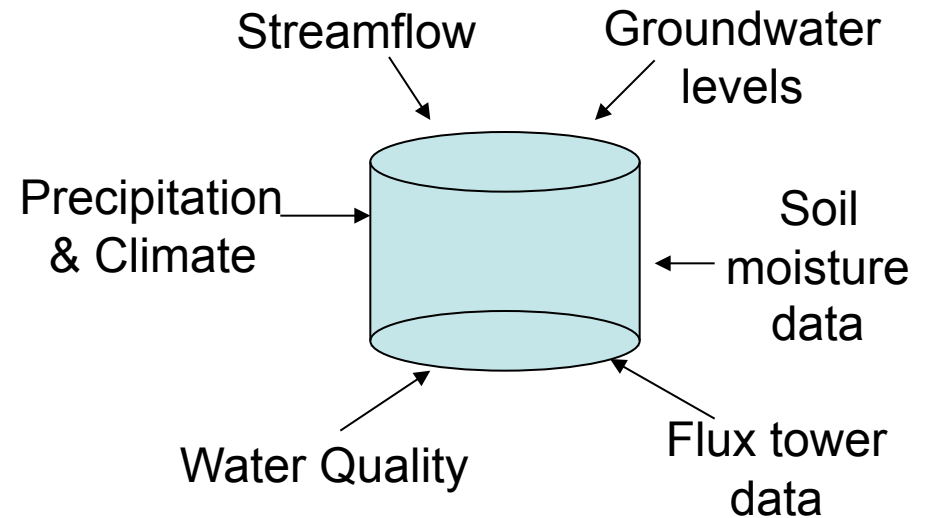 Streamflow
Groundwater
levels
Precipitation
& Climate
Soil
moisture
data
Water Quality
Flux tower
data